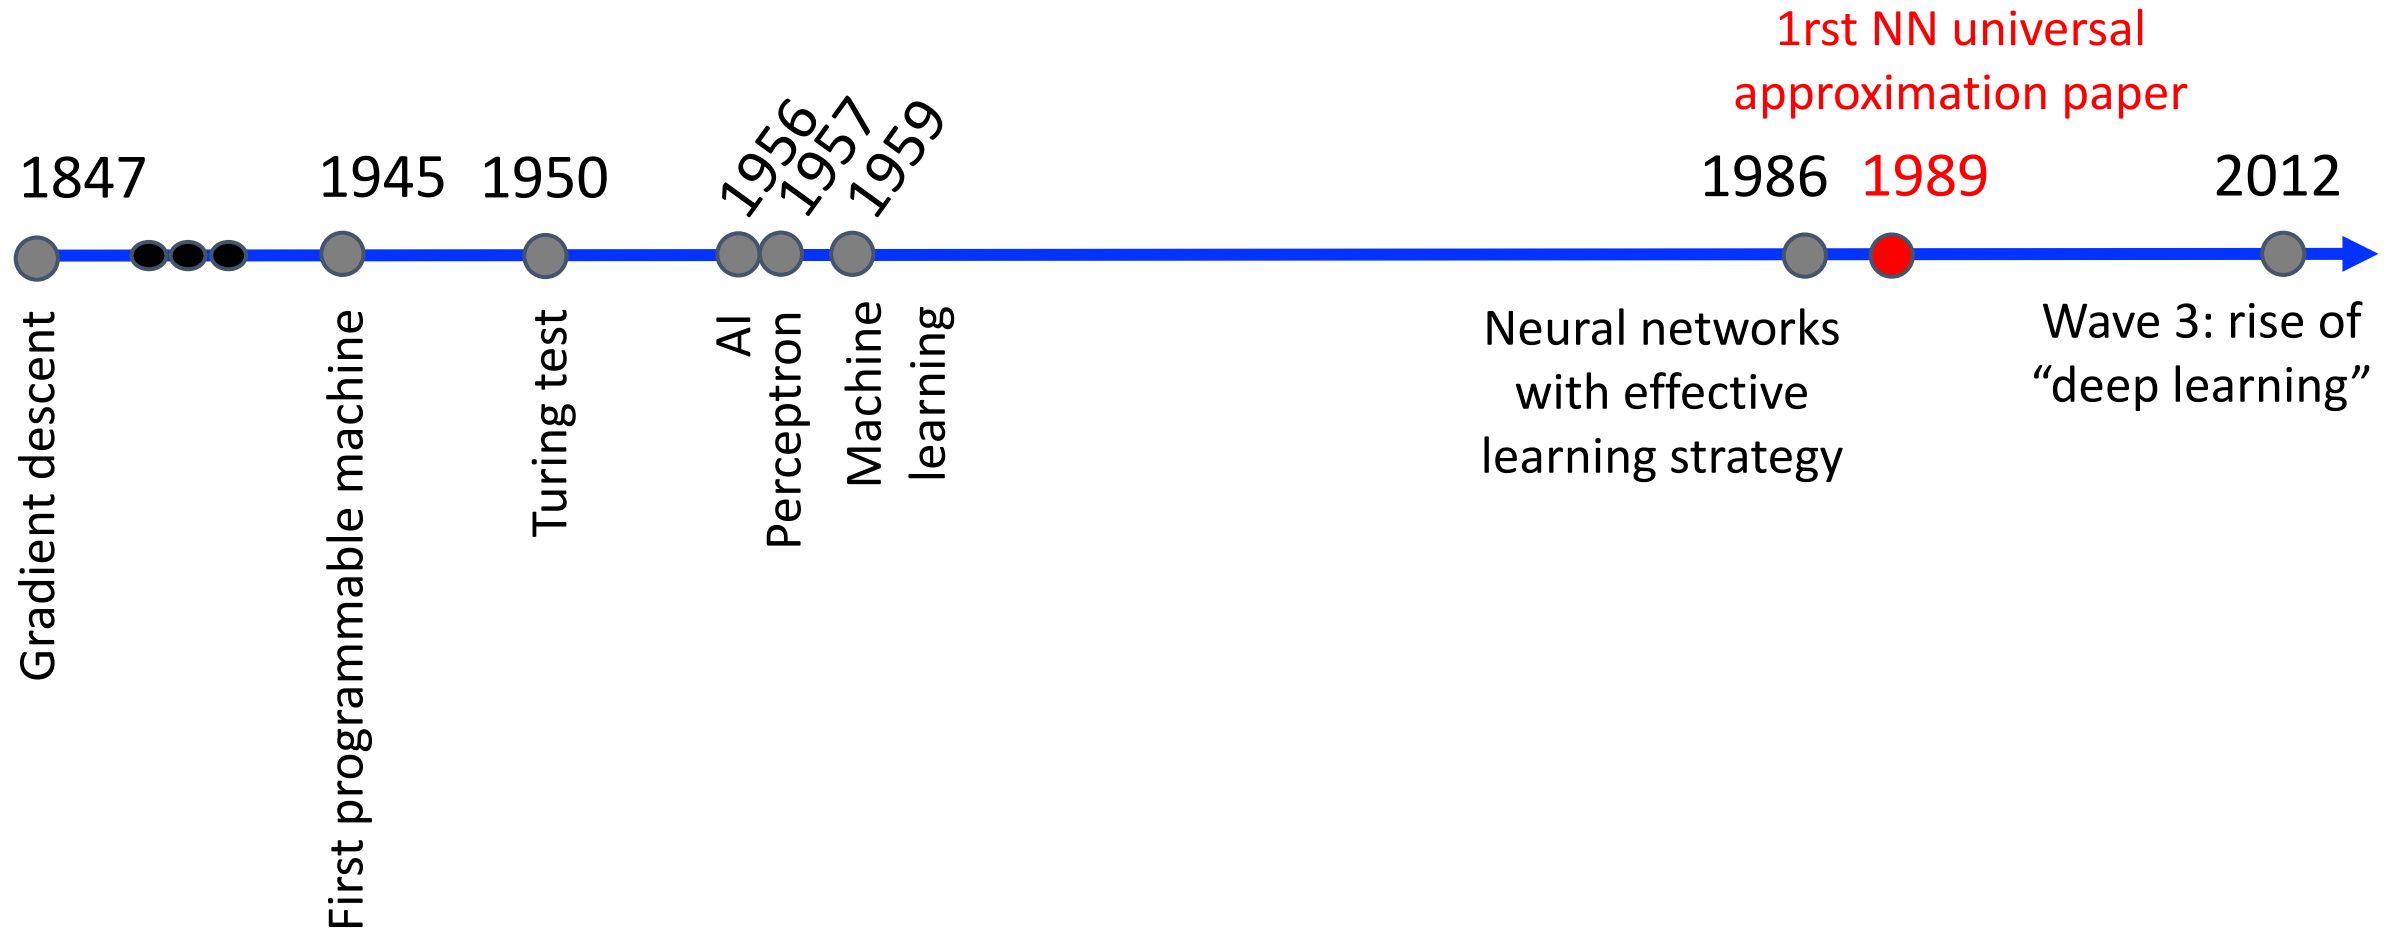 1rst NN universal
approximation paper
1847
1945
1950
1956
1957
1959
1986
1989
2012
Gradient descent
First programmable machine
Turing test
AI
Perceptron
Machine
learning
Neural networks
with effective
learning strategy
Wave 3: rise of
“deep learning”